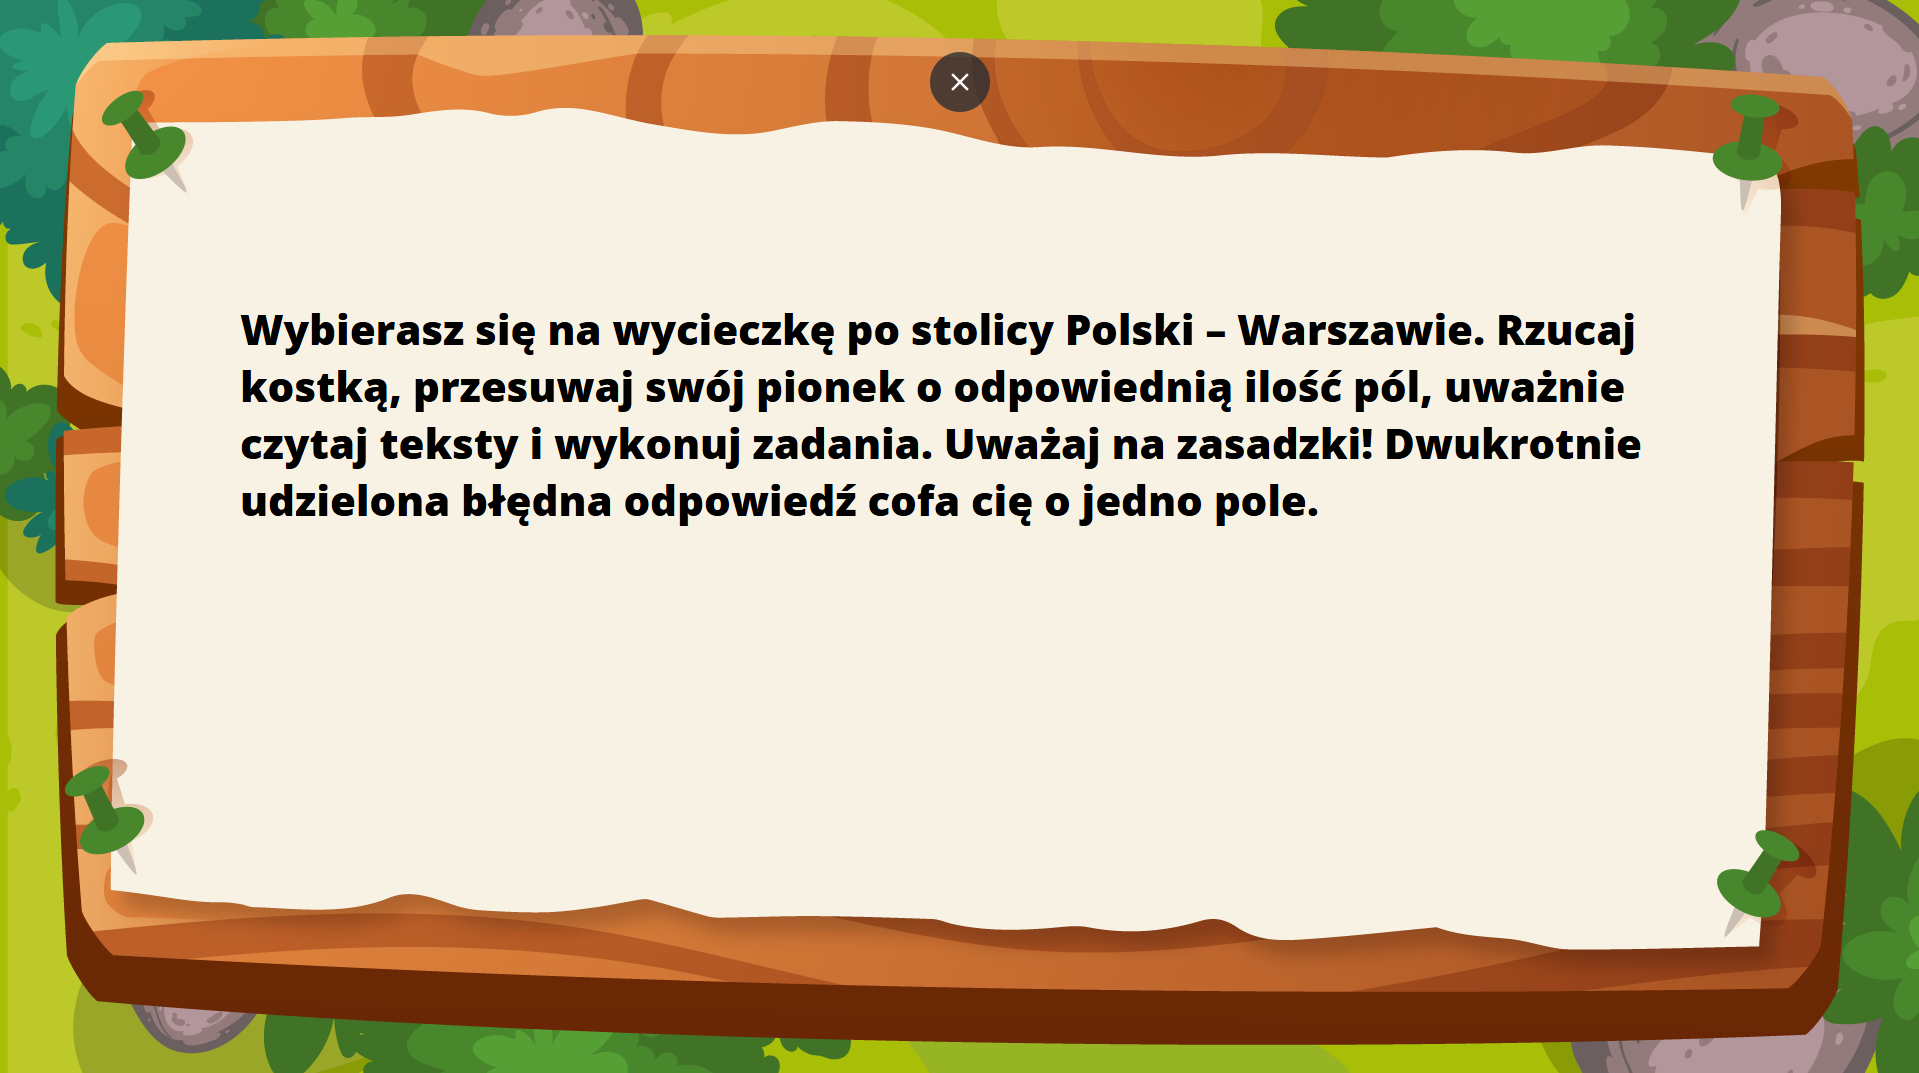 Wybierasz się na wycieczkę po stolicy Polski – Warszawie. Rzucaj
kostką, przesuwaj swój pionek o odpowiednią ilość pól, uważnie
czytaj teksty i wykonuj zadania. Uważaj na zasadzki! Dwukrotnie
udzielona błędna odpowiedź cofa cię o jedno pole.